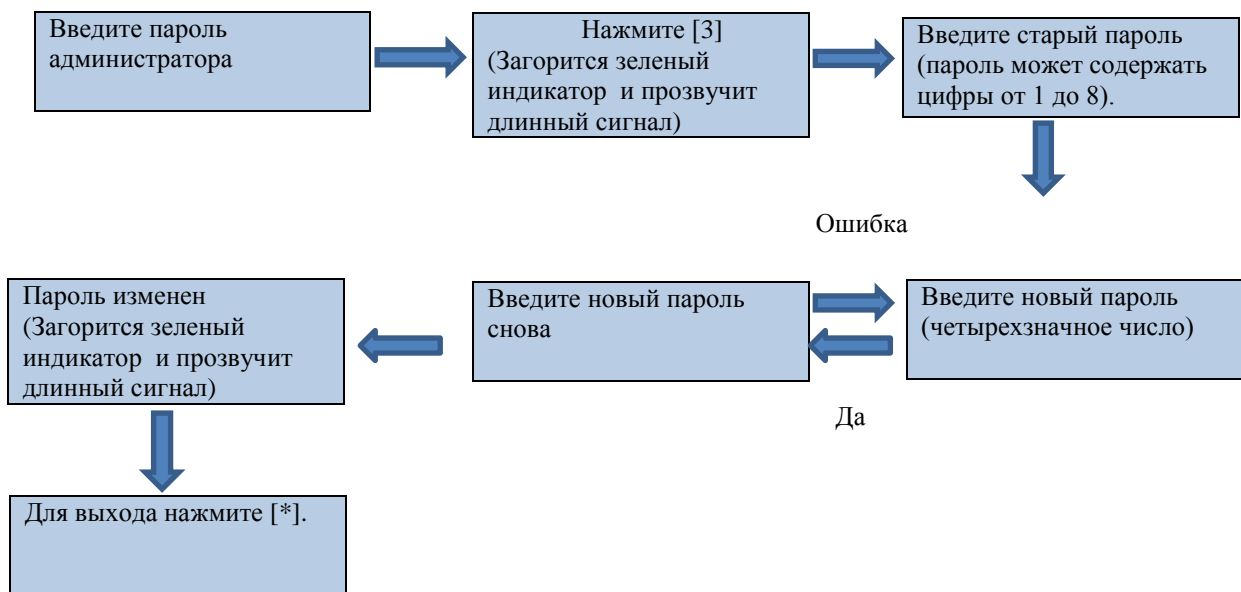 Введите пароль
администратора
Нажмите [3]
(Загорится зеленый
индикатор и прозвучит
длинный сигнал)
Введите старый пароль
(пароль может содержать
цифры от 1 до 8).
Ошибка
Пароль изменен
(Загорится зеленый
индикатор и прозвучит
длинный сигнал)
Введите новый пароль
снова
Введите новый пароль
(четырехзначное число)
Да
Для выхода нажмите [*].